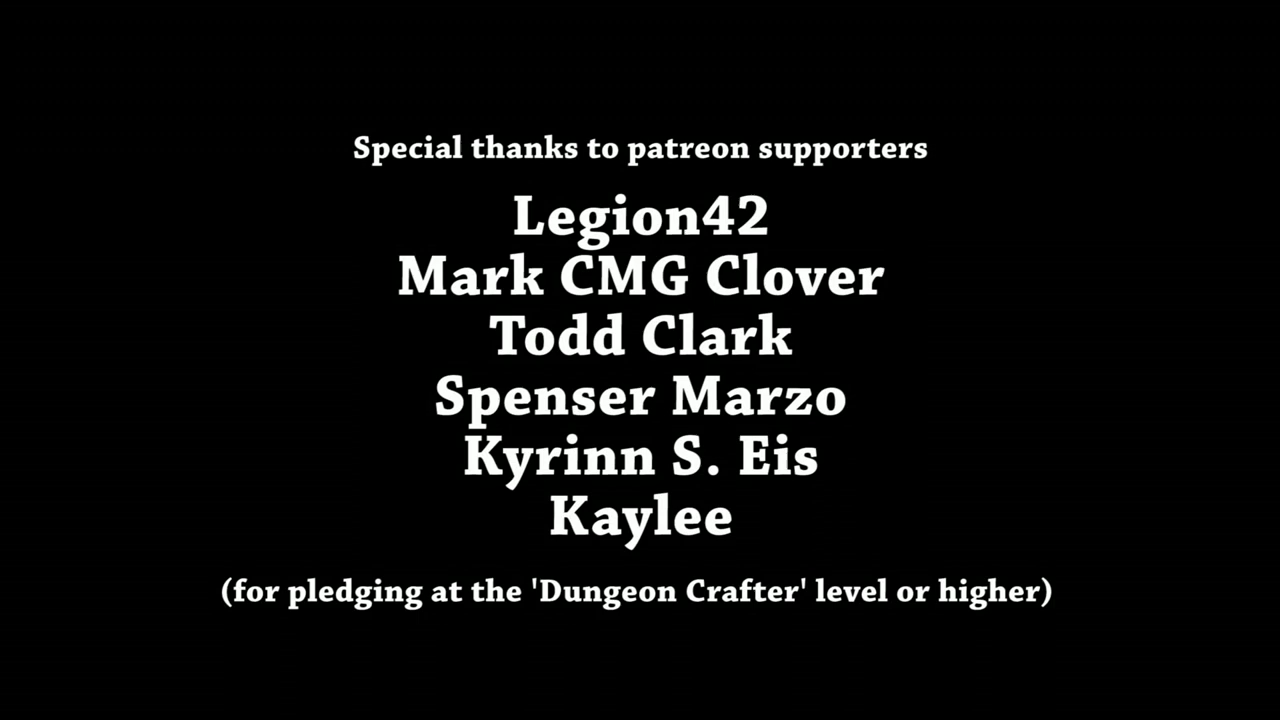 Special thanks to patreon supporters
Legion42
Mark CMG Clover
Todd Clark
Spenser Marzo
Kyrinn S. Eis
Kaylee
(for pledging at the 'Dungeon Crafter' level or higher)